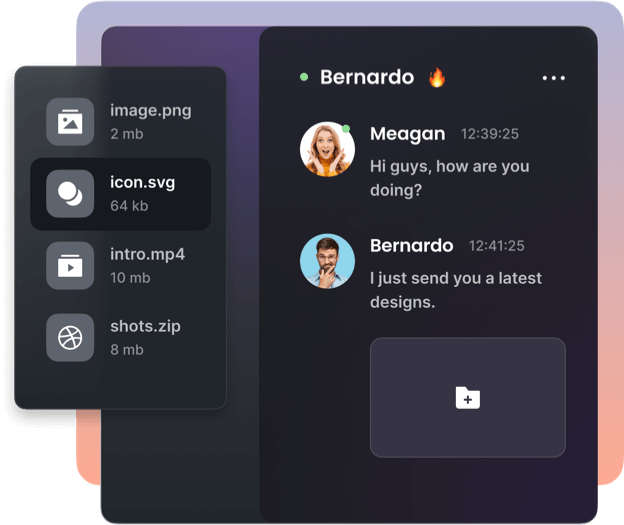 image.png
2 mb
icon.svg
64 kb
intro.mp4
10 mb
shots.zip
8 mb
Bernardo 🔥
Meagan 12:39:25
Hi guys, how are you
doing?
Bernardo 12:41:25
I just send you a latest
designs.